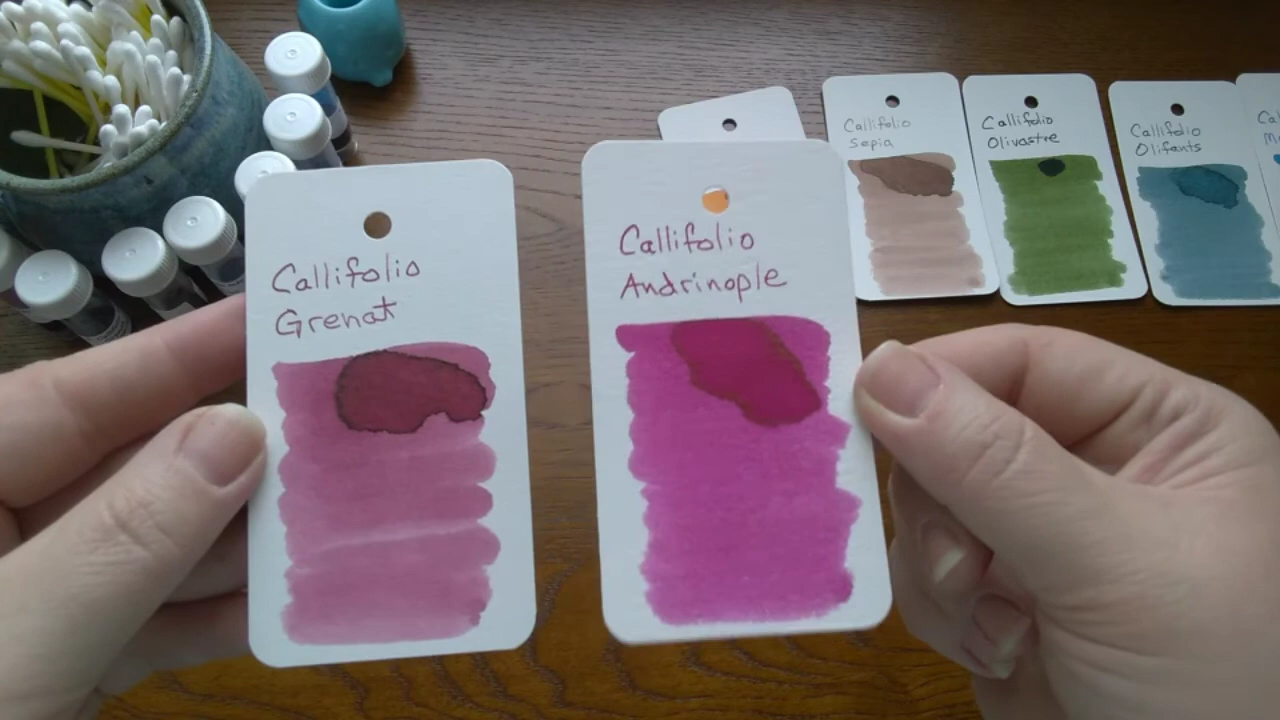 Callifolio
Grenat
Callifolio
Andrinople
Callifolio
Sepia
Callifolio
Olivastre
Callifolio
Olifants